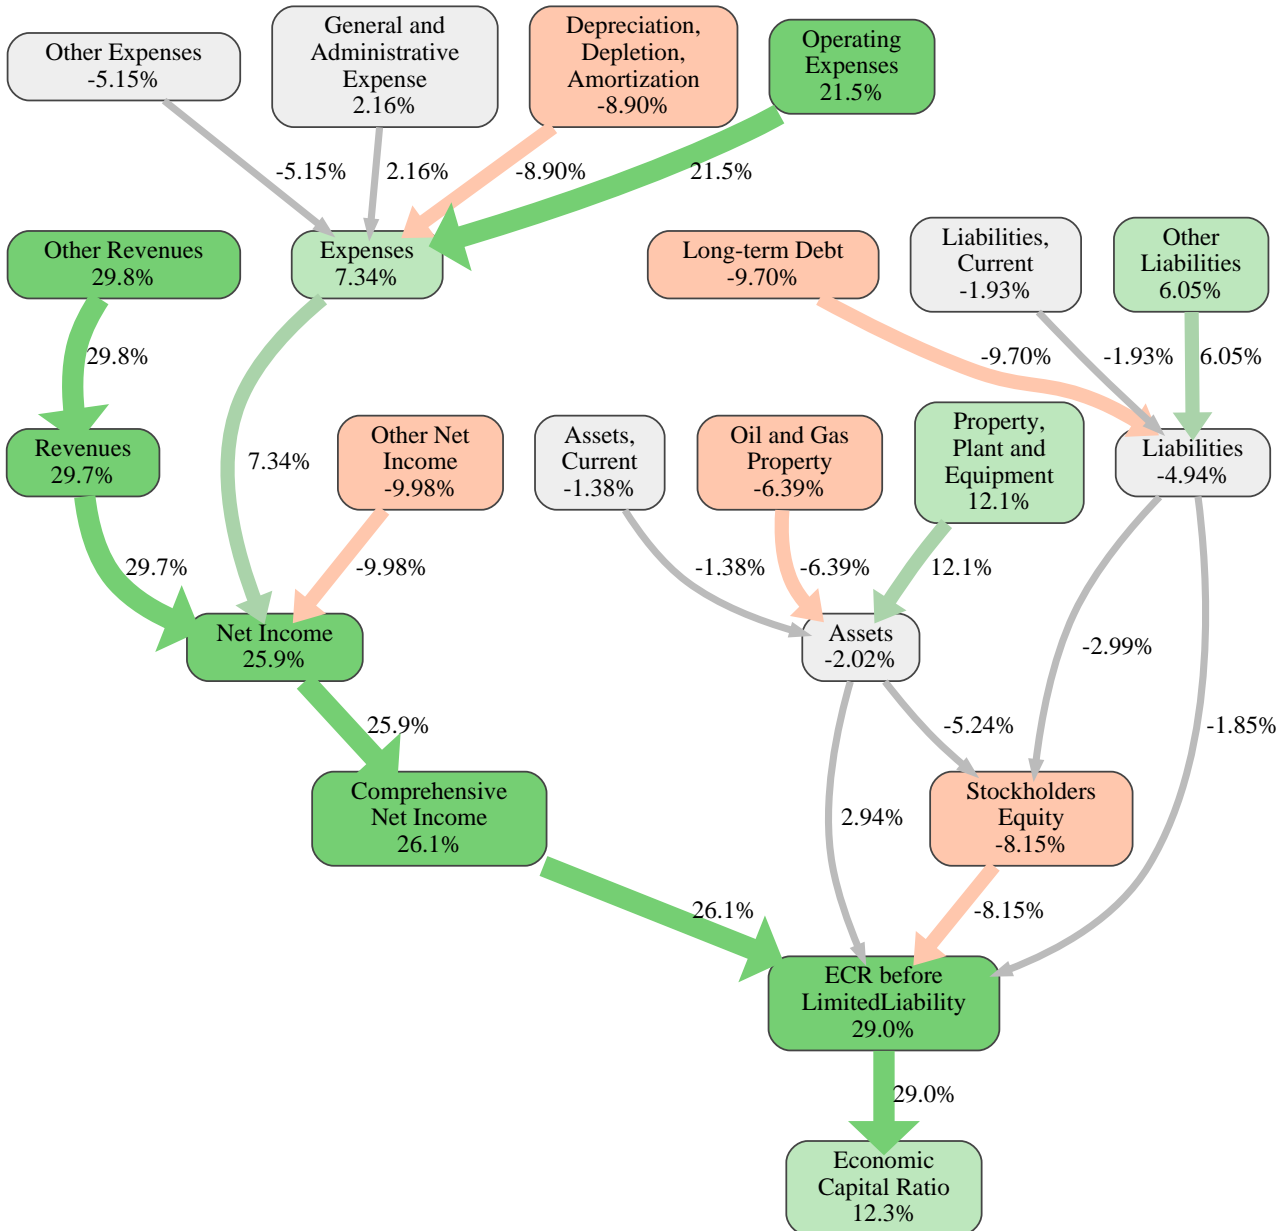 Other Expenses
-5.15%
General and
Administrative
Expense
2.16%
Depreciation,
Depletion,
Amortization
-8.90%
Operating
Expenses
21.5%
-5.15%
2.16%
-8.90%
21.5%
Other Revenues
29.8%
Expenses
7.34%
Long-term Debt
-9.70%
Liabilities,
Current
-1.93%
Other
Liabilities
6.05%
29.8%
-9.70%
-1.93%
6.05%
Revenues
29.7%
7.34%
Other Net
Income
-9.98%
Assets,
Current
-1.38%
Oil and Gas
Property
-6.39%
Property,
Plant and
Equipment
12.1%
Liabilities
-4.94%
29.7%
-9.98%
-1.38%
-6.39%
12.1%
Net Income
25.9%
Assets
-2.02%
-2.99%
25.9%
-5.24%
-1.85%
Comprehensive
Net Income
26.1%
2.94%
Stockholders
Equity
-8.15%
26.1%
-8.15%
ECR before
LimitedLiability
29.0%
29.0%
Economic
Capital Ratio
12.3%